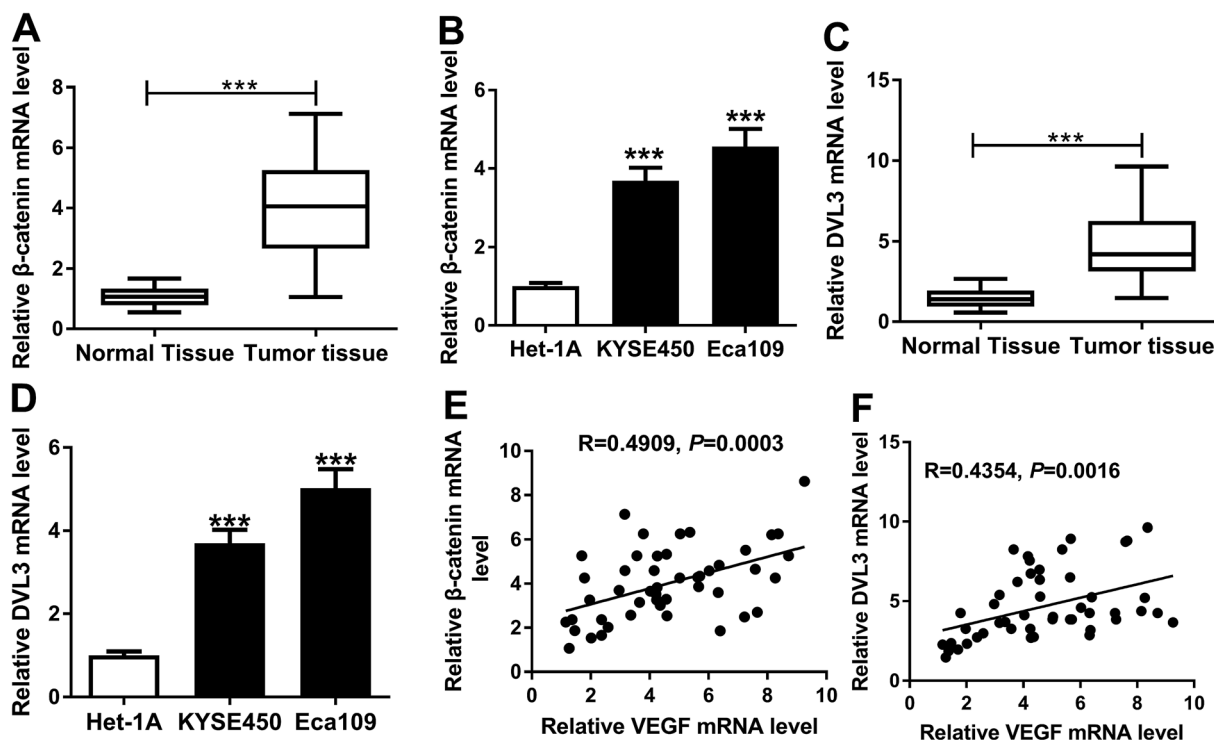 A
Relative β-catenin mRNA level
8
6
4
2
0
***
Normal Tissue
Tumor tissue
B
Relative β-catenin mRNA level
6
4
2
0
***
***
Het-1A
KYSE450
Eca109
C
Relative DVL3 mRNA level
15
10
5
0
***
Normal Tissue
Tumor tissue
D
Relative DVL3 mRNA level
6
4
2
0
***
***
Het-1A
KYSE450
Eca109
E
Relative β-catenin mRNA
level
10
8
6
4
2
0
R=0.4909, P=0.0003
0
2
4
6
8
10
Relative VEGF mRNA level
F
Relative DVL3 mRNA level
15
10
5
0
R=0.4354, P=0.0016
0
2
4
6
8
10
Relative VEGF mRNA level